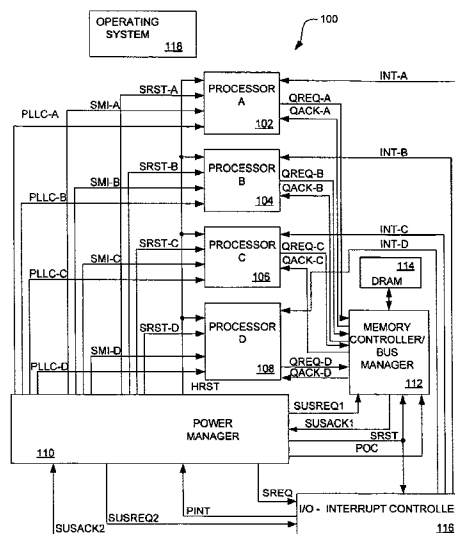 OPERATING
SYSTEM
118
100
INT-A
PROCESSOR
A
102
SRST-A
SMI-A
PLLC-A
QREQ-A
QACK-A
INT-B
PROCESSOR
B
104
SRST-B
SMI-B
PLLC-B
QREQ-B
QACK-B
INT-C
QREQ-C
INT-D
QACK-C
PROCESSOR
C
106
SRST-C
SMI-C
PLLC-C
114
DRAM
PROCESSOR
D
108
SRST-D
SMI-D
PLLC-D
QREQ-D
QACK-D
HRST
MEMORY
CONTROLLER/
BUS
MANAGER
112
POWER
MANAGER
110
SUSREQ1
SUSACK1
SRST
POC
SREQ
PINT
SUSREQ2
SUSACK2
I/O - INTERRUPT CONTROLLE
116